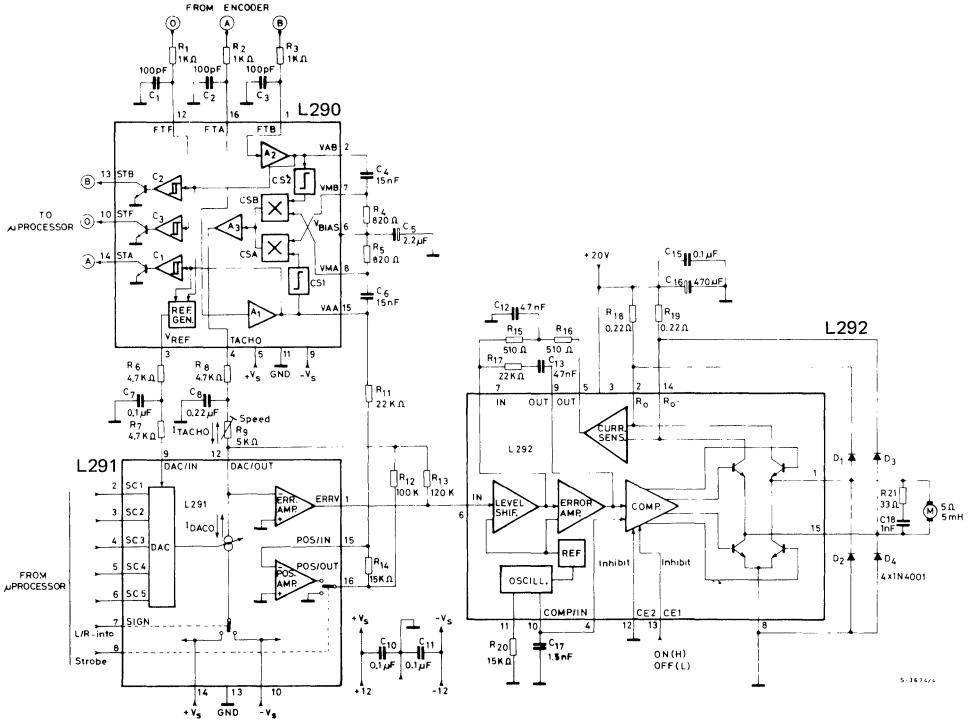 FROM ENCODER
O
A
B
R1
1KΩ
R2
1KΩ
R3
1KΩ
100pF
C1
100pF
C2
100pF
C3
12
16
1
L290
FTF
FTA
FTB
A2
VAB
2
CS2
C4
15nF
13
STB
B
C2
VMB
7
CSB
R4
820Ω
TO
µPROCESSOR
10
STF
O
C3
A3
VBIAS
6
C5
2.2µF
CSA
R5
820Ω
14
STA
A
C1
VMA
8
CS1
C6
15nF
REF.
GEN.
A1
VAA
15
VREF
TACHO
3
4
5
11
9
+Vs
GND
-Vs
R6
4.7KΩ
R8
4.7KΩ
C7
0.1µF
C8
0.22µF
R7
4.7KΩ
ITACHO
Speed
R9
5KΩ
R11
22KΩ
L291
9
12
DAC/IN
DAC/OUT
R12
100K
R13
120K
2
SC1
3
SC2
4
SC3
5
SC4
6
SC5
L291
DAC
IDACO
ERR.
AMP.
ERRV
1
POS/IN
15
POS/OUT
POS.
AMP.
16
R14
15KΩ
FROM
µPROCESSOR
7
SIGN
L/R-info
8
Strobe
14
13
10
+Vs
GND
-Vs
+Vs
-Vs
C10
0.1µF
C11
0.1µF
+12
-12
+20V
C15
0.1µF
C16
470µF
C12
47nF
R15
510Ω
R16
510Ω
R17
22KΩ
C13
47nF
R18
0.22Ω
R19
0.22Ω
L292
7
9
5
3
2
14
IN
OUT
OUT
Ro
Ro
CURR.
SENS.
L292
IN
6
LEVEL
SHIF.
ERROR
AMP.
COMP.
REF
OSCILL.
Inhibit
Inhibit
COMP/IN
CE2
CE1
11
10
4
12
13
8
1
15
D1
D3
R21
33Ω
C18
1nF
M
5Ω
5mH
D2
D4
4x1N4001
R20
15KΩ
C17
1.5nF
ON(H)
OFF(L)
S-3674/4